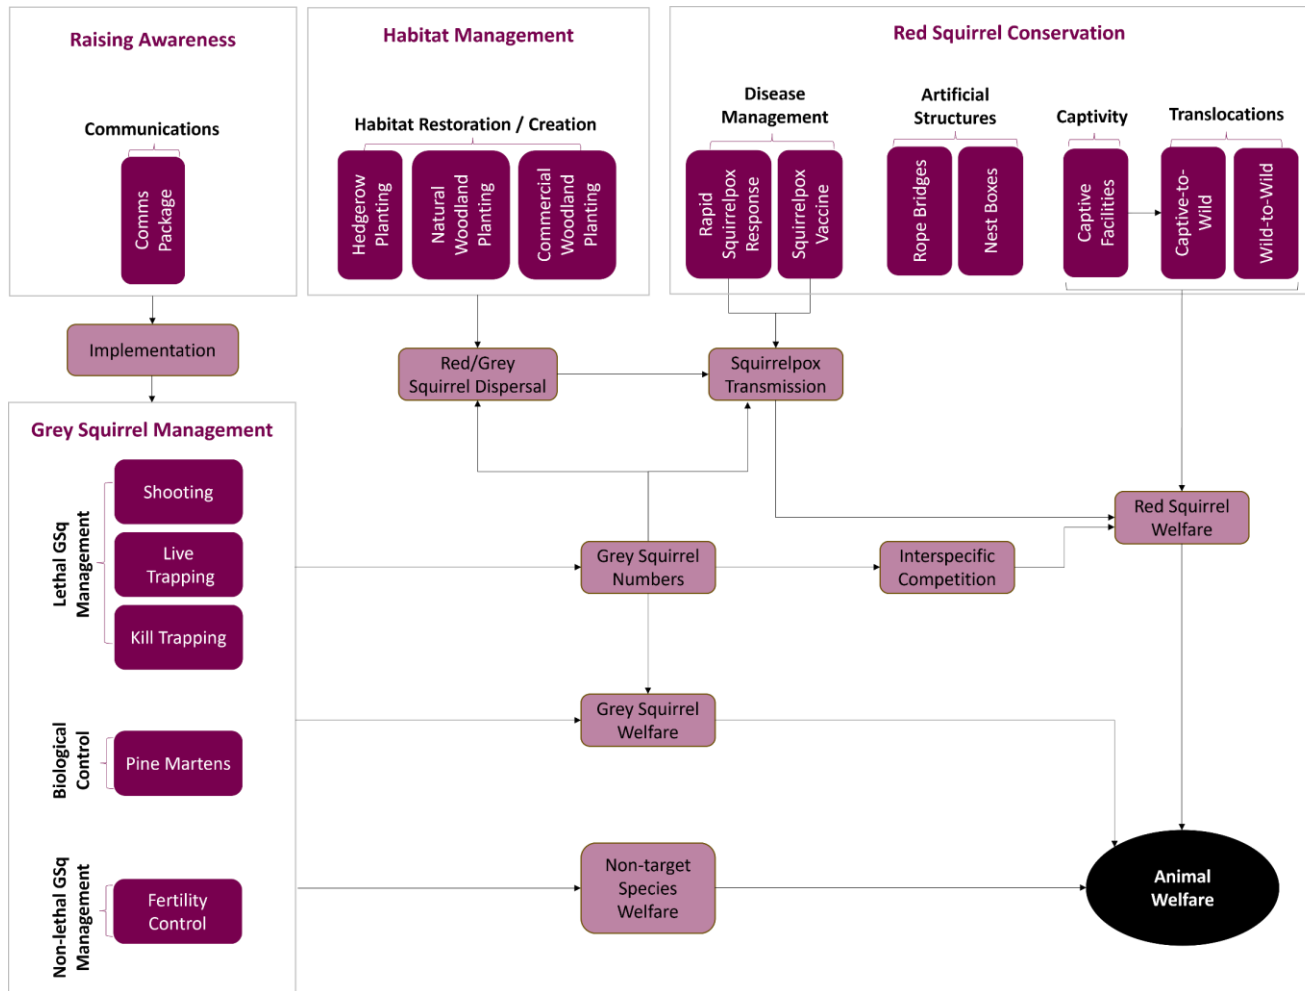 Raising Awareness
Communications
Comms
Package
Implementation
Habitat Management
Habitat Restoration / Creation
Hedgerow
Planting
Natural
Woodland
Planting
Commercial
Woodland
Planting
Red Squirrel Conservation
Disease
Management
Rapid
Squirrelpox
Response
Squirrelpox
Vaccine
Artificial
Structures
Rope Bridges
Nest Boxes
Captivity
Captive
Facilities
Translocations
Captive-to-
Wild
Wild-to-Wild
Red/Grey
Squirrel Dispersal
Squirrelpox
Transmission
Grey Squirrel Management
Lethal GSq
Management
Shooting
Live
Trapping
Kill Trapping
Biological
Control
Pine Martens
Non-lethal GSq
Management
Fertility
Control
Grey Squirrel
Numbers
Interspecific
Competition
Red Squirrel
Welfare
Grey Squirrel
Welfare
Non-target
Species
Welfare
Animal
Welfare